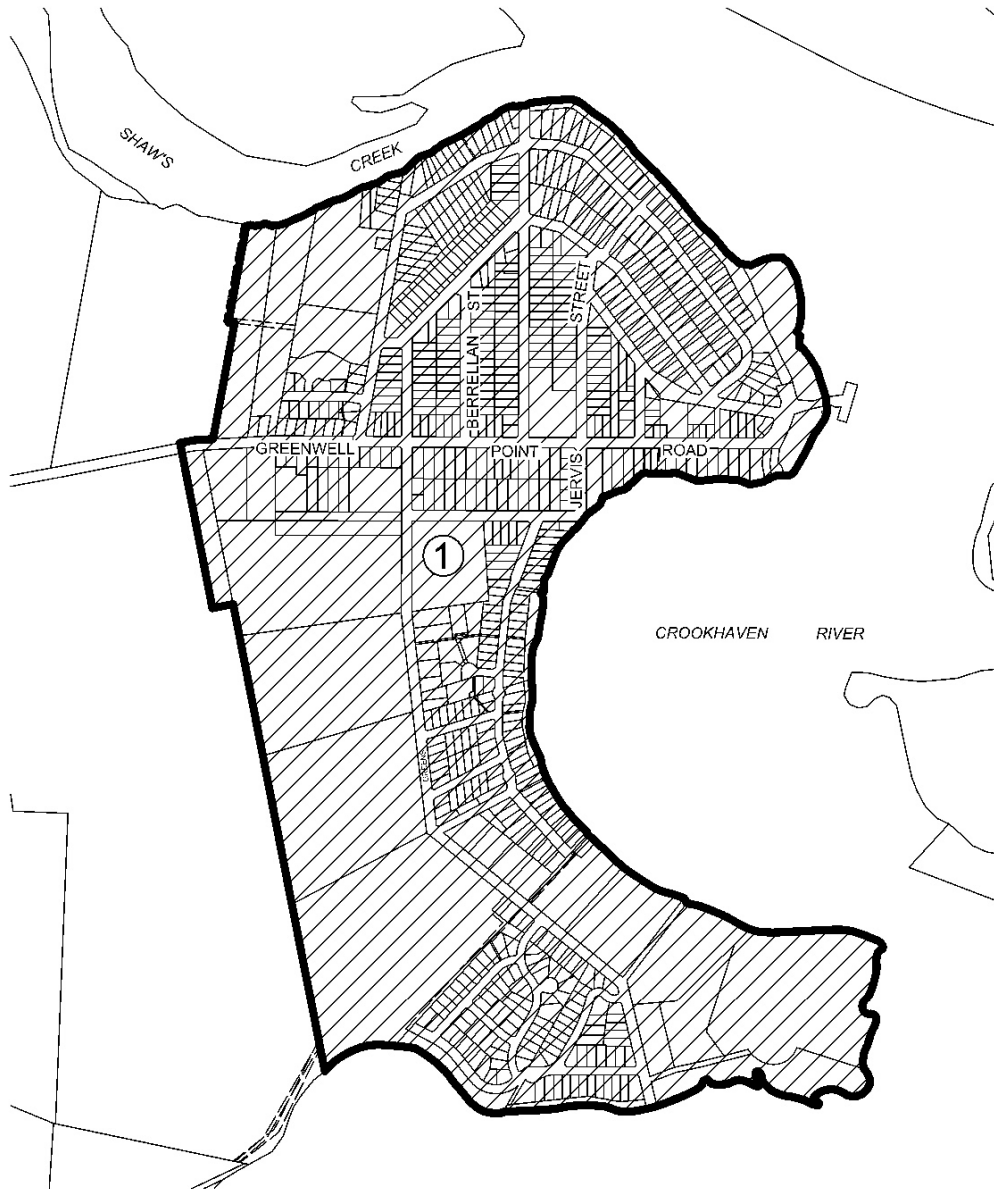 SHAW'S
CREEK
BERRELLAN ST
STREET
GREENWELL
POINT
ROAD
JERVIS
1
CROOKHAVEN
RIVER